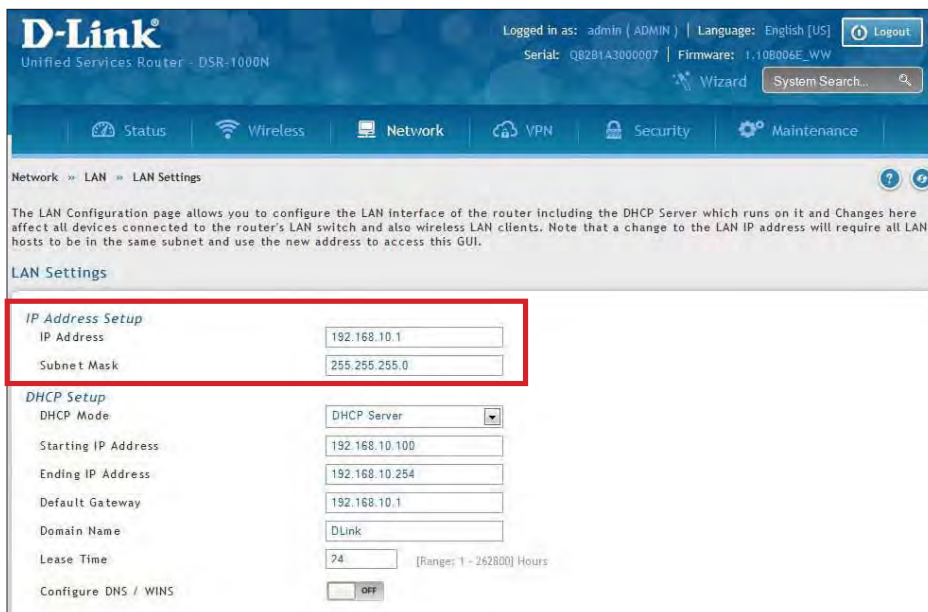 D-Link®
Unified Services Router - DSR-1000N
Logged in as: admin ( ADMIN ) | Language: English [US]
Logout
Serial: QB2B1A3000007 | Firmware: 1.10B006E_WW
Wizard
System Search...
Status
Wireless
Network
VPN
Security
Maintenance
Network » LAN » LAN Settings
?
The LAN Configuration page allows you to configure the LAN interface of the router including the DHCP Server which runs on it and Changes here
affect all devices connected to the router's LAN switch and also wireless LAN clients. Note that a change to the LAN IP address will require all LAN
hosts to be in the same subnet and use the new address to access this GUI.
LAN Settings
IP Address Setup
IP Address 192.168.10.1
Subnet Mask 255.255.255.0
DHCP Setup
DHCP Mode DHCP Server
Starting IP Address 192.168.10.100
Ending IP Address 192.168.10.254
Default Gateway 192.168.10.1
Domain Name DLink
Lease Time 24 [Range: 1 - 262800] Hours
Configure DNS / WINS OFF